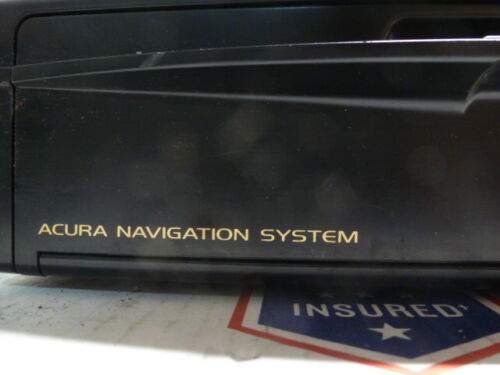 ACURA NAVIGATION SYSTEM
INSURED+